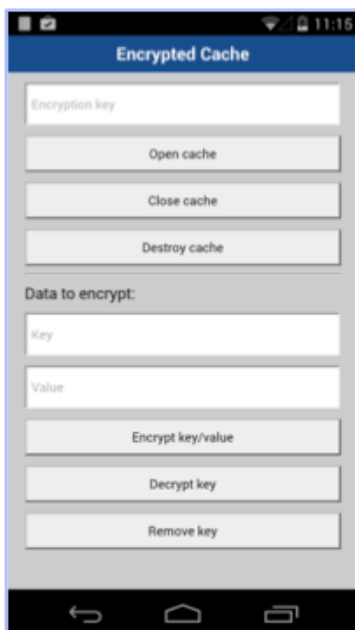 11:15
Encrypted Cache
Encryption key
Open cache
Close cache
Destroy cache
Data to encrypt:
Key
Value
Encrypt key/value
Decrypt key
Remove key